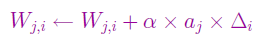 W_{j,i} ← W_{j,i} + α × a_j × Δ_i